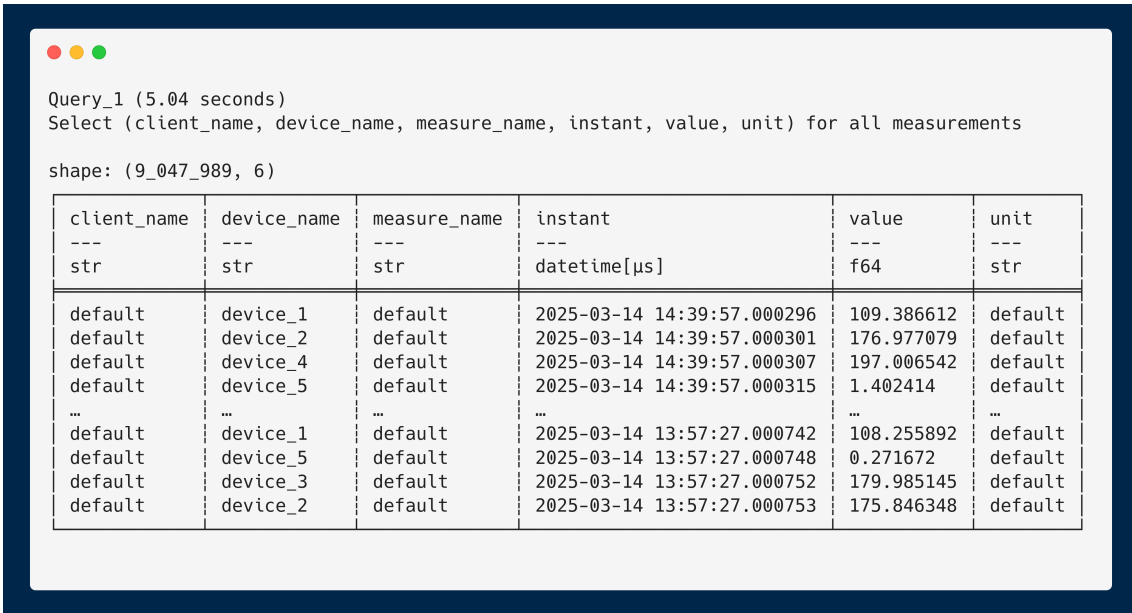 Query_1 (5.04 seconds)
Select (client_name, device_name, measure_name, instant, value, unit) for all measurements
shape: (9_047_989, 6)
client_name device_name measure_name instant value unit
--- --- --- --- --- ---
str str str datetime[μs] f64 str
default device_1 default 2025-03-14 14:39:57.000296 109.386612 default
default device_2 default 2025-03-14 14:39:57.000301 176.977079 default
default device_4 default 2025-03-14 14:39:57.000307 197.006542 default
default device_5 default 2025-03-14 14:39:57.000315 1.402414 default
… … … … … …
default device_1 default 2025-03-14 13:57:27.000742 108.255892 default
default device_5 default 2025-03-14 13:57:27.000748 0.271672 default
default device_3 default 2025-03-14 13:57:27.000752 179.985145 default
default device_2 default 2025-03-14 13:57:27.000753 175.846348 default